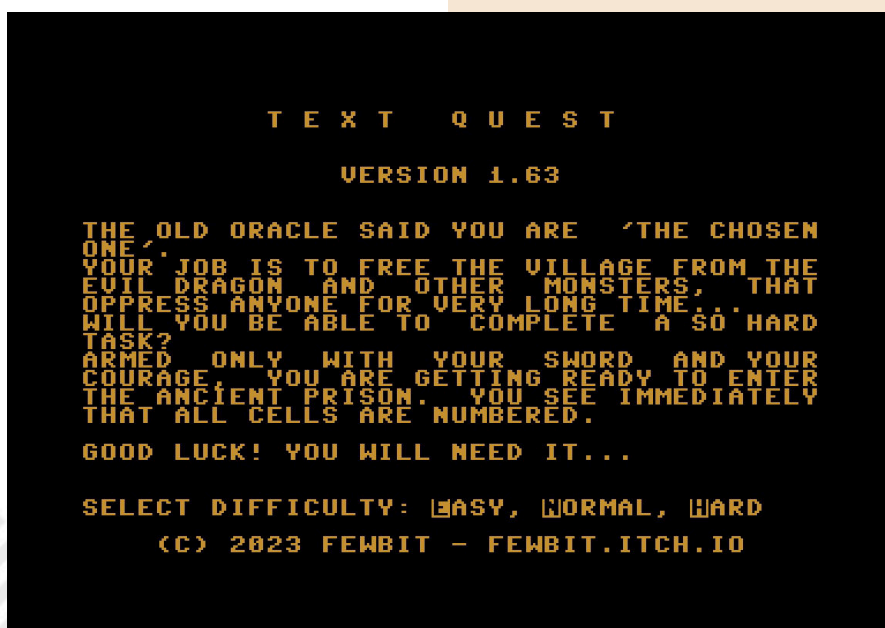 T E X T   Q U E S T
VERSION 1.63
THE OLD ORACLE SAID YOU ARE  'THE CHOSEN
ONE'.
YOUR JOB IS TO FREE THE VILLAGE FROM THE
EVIL DRAGON  AND  OTHER  MONSTERS,  THAT
OPPRESS ANYONE FOR VERY LONG TIME...
WILL YOU BE ABLE TO  COMPLETE  A SO HARD
TASK?
ARMED  ONLY  WITH  YOUR  SWORD  AND YOUR
COURAGE,  YOU ARE GETTING READY TO ENTER
THE ANCIENT PRISON.  YOU SEE IMMEDIATELY
THAT ALL CELLS ARE NUMBERED.
GOOD LUCK! YOU WILL NEED IT...
SELECT DIFFICULTY: EASY, NORMAL, HARD
(C) 2023 FEWBIT - FEWBIT.ITCH.IO